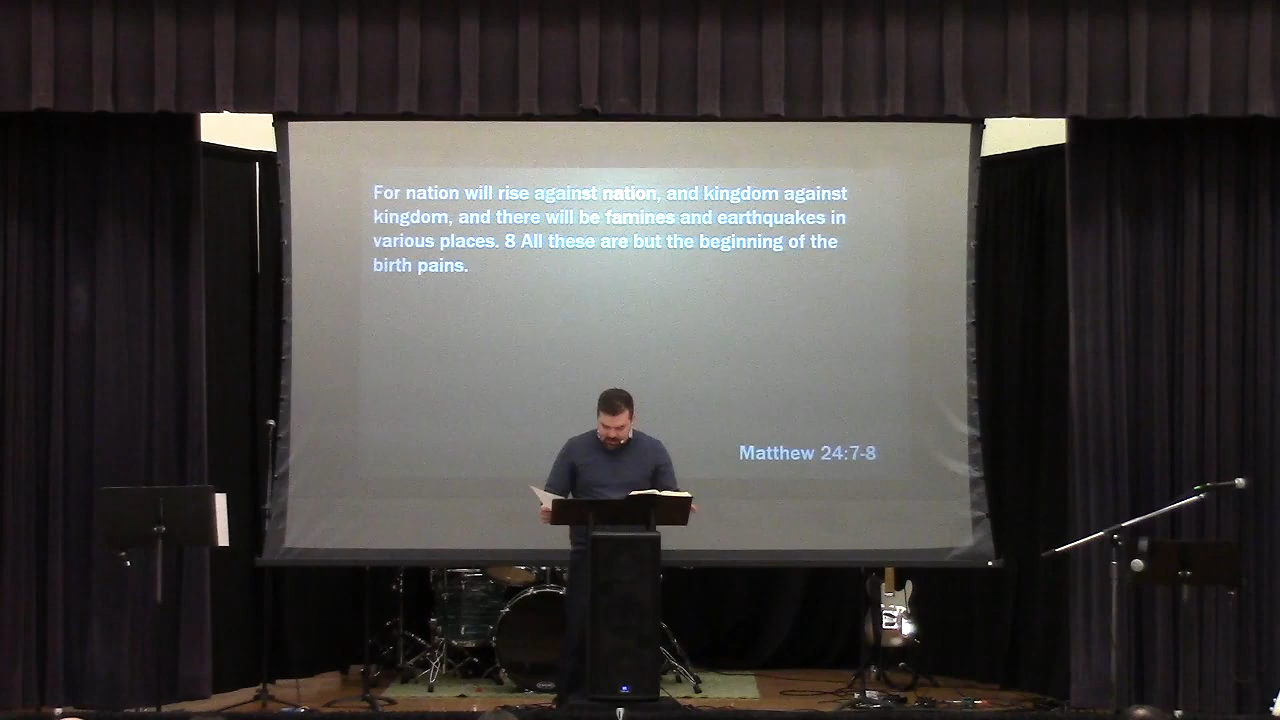 For nation will rise against nation, and kingdom against
kingdom, and there will be famines and earthquakes in
various places. 8 All these are but the beginning of the
birth pains.
Matthew 24:7-8